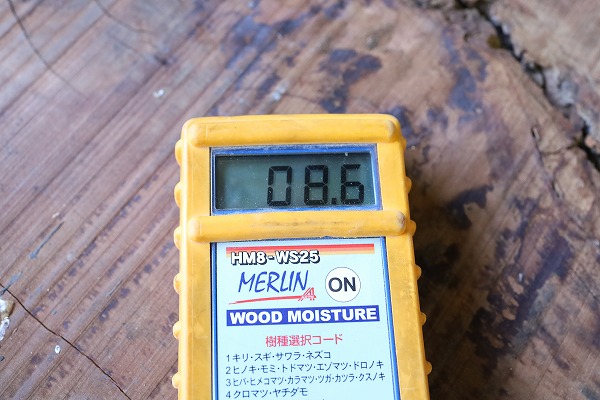 08.6
HM8-WS25
MERLIN
ON
WOOD MOISTURE
樹種選択コード
1 キリ・スギ・サワラ・ネズコ
2 ヒノキ・モミ・トドマツ・エゾマツ・ドロノキ
3 ヒバ・ヒメコマツ・カラマツ・ツガ・カツラ・クスノキ
4 クロマツ・ヤチダモ